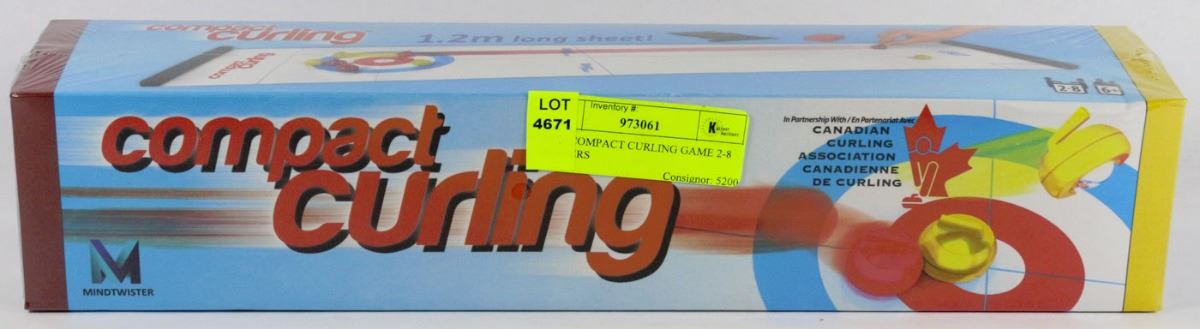 compact
curling
1.2m long sheet!
compact
curling
2-8
6+
compact
curling
LOT
4671
Inventory #:
973061
COMPACT CURLING GAME 2-8
ERS
Consignor: 5200
In Partnership With / En Partenariat Avec
CANADIAN
CURLING
ASSOCIATION
CANADIENNE
DE CURLING
MINDTWISTER